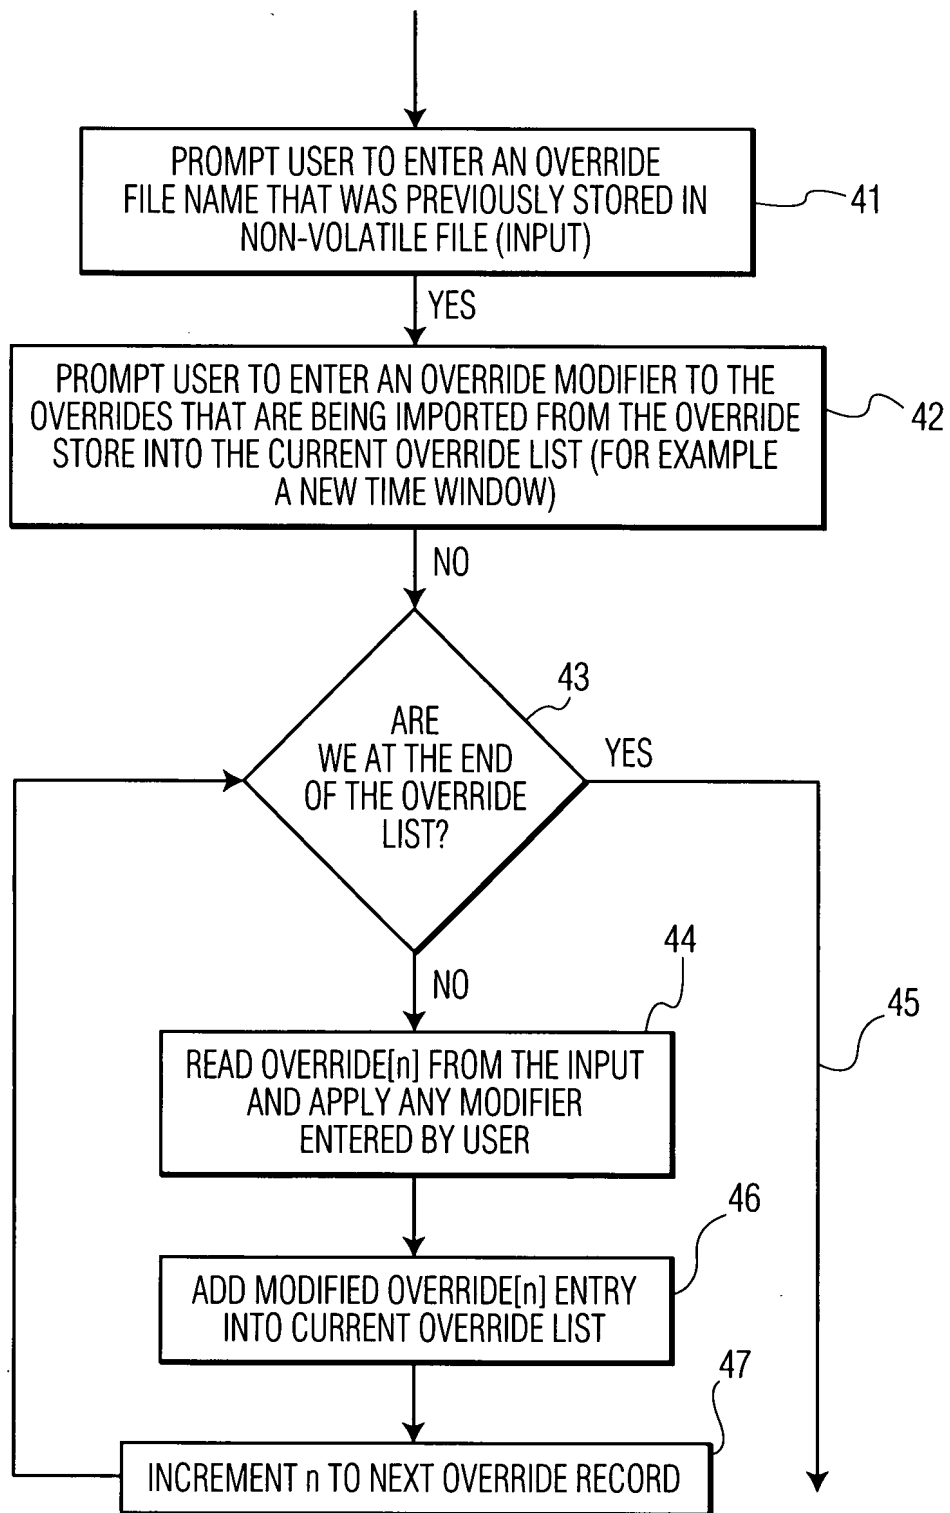 PROMPT USER TO ENTER AN OVERRIDE
FILE NAME THAT WAS PREVIOUSLY STORED IN
NON-VOLATILE FILE (INPUT)
41
YES
PROMPT USER TO ENTER AN OVERRIDE MODIFIER TO THE
OVERRIDES THAT ARE BEING IMPORTED FROM THE OVERRIDE
STORE INTO THE CURRENT OVERRIDE LIST (FOR EXAMPLE
A NEW TIME WINDOW)
42
NO
43
ARE
WE AT THE END
OF THE OVERRIDE
LIST?
YES
NO
44
45
READ OVERRIDE[n] FROM THE INPUT
AND APPLY ANY MODIFIER
ENTERED BY USER
46
ADD MODIFIED OVERRIDE[n] ENTRY
INTO CURRENT OVERRIDE LIST
47
INCREMENT n TO NEXT OVERRIDE RECORD